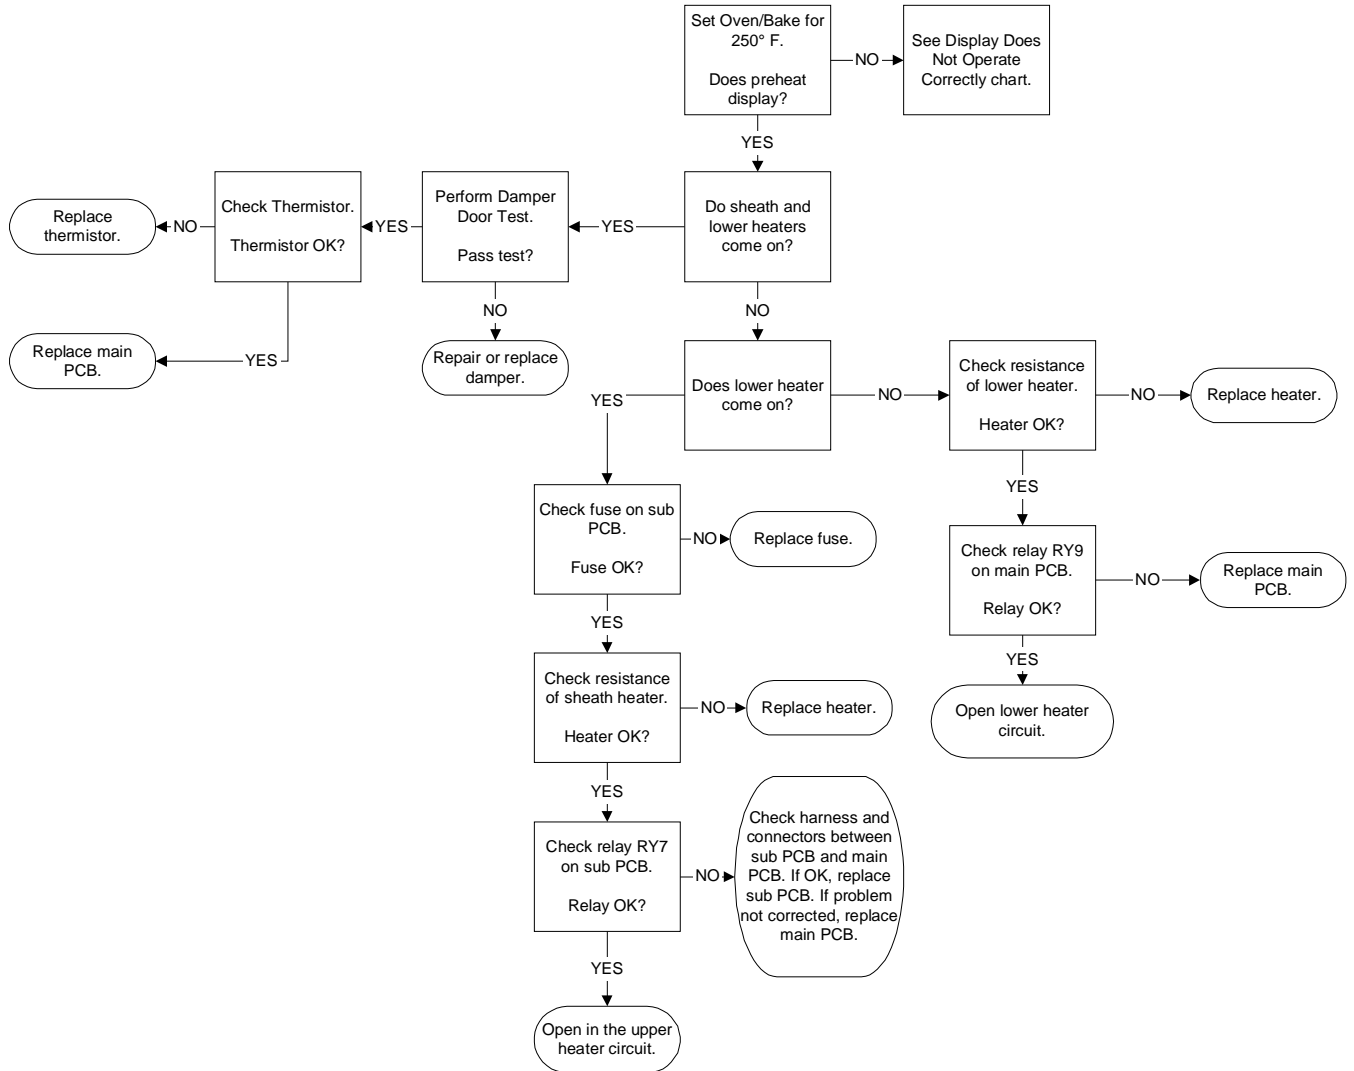 Set Oven/Bake for
250° F.
Does preheat
display?
NO
See Display Does
Not Operate
Correctly chart.
YES
Do sheath and
lower heaters
come on?
YES
Perform Damper
Door Test.
Pass test?
YES
Check Thermistor.
Thermistor OK?
NO
Replace
thermistor.
YES
Replace main
PCB.
NO
Repair or replace
damper.
NO
Does lower heater
come on?
NO
Check resistance
of lower heater.
Heater OK?
NO
Replace heater.
YES
Check relay RY9
on main PCB.
Relay OK?
NO
Replace main
PCB.
YES
Open lower heater
circuit.
YES
Check fuse on sub
PCB.
Fuse OK?
NO
Replace fuse.
YES
Check resistance
of sheath heater.
Heater OK?
NO
Replace heater.
YES
Check relay RY7
on sub PCB.
Relay OK?
NO
Check harness and
connectors between
sub PCB and main
PCB. If OK, replace
sub PCB. If problem
not corrected, replace
main PCB.
YES
Open in the upper
heater circuit.